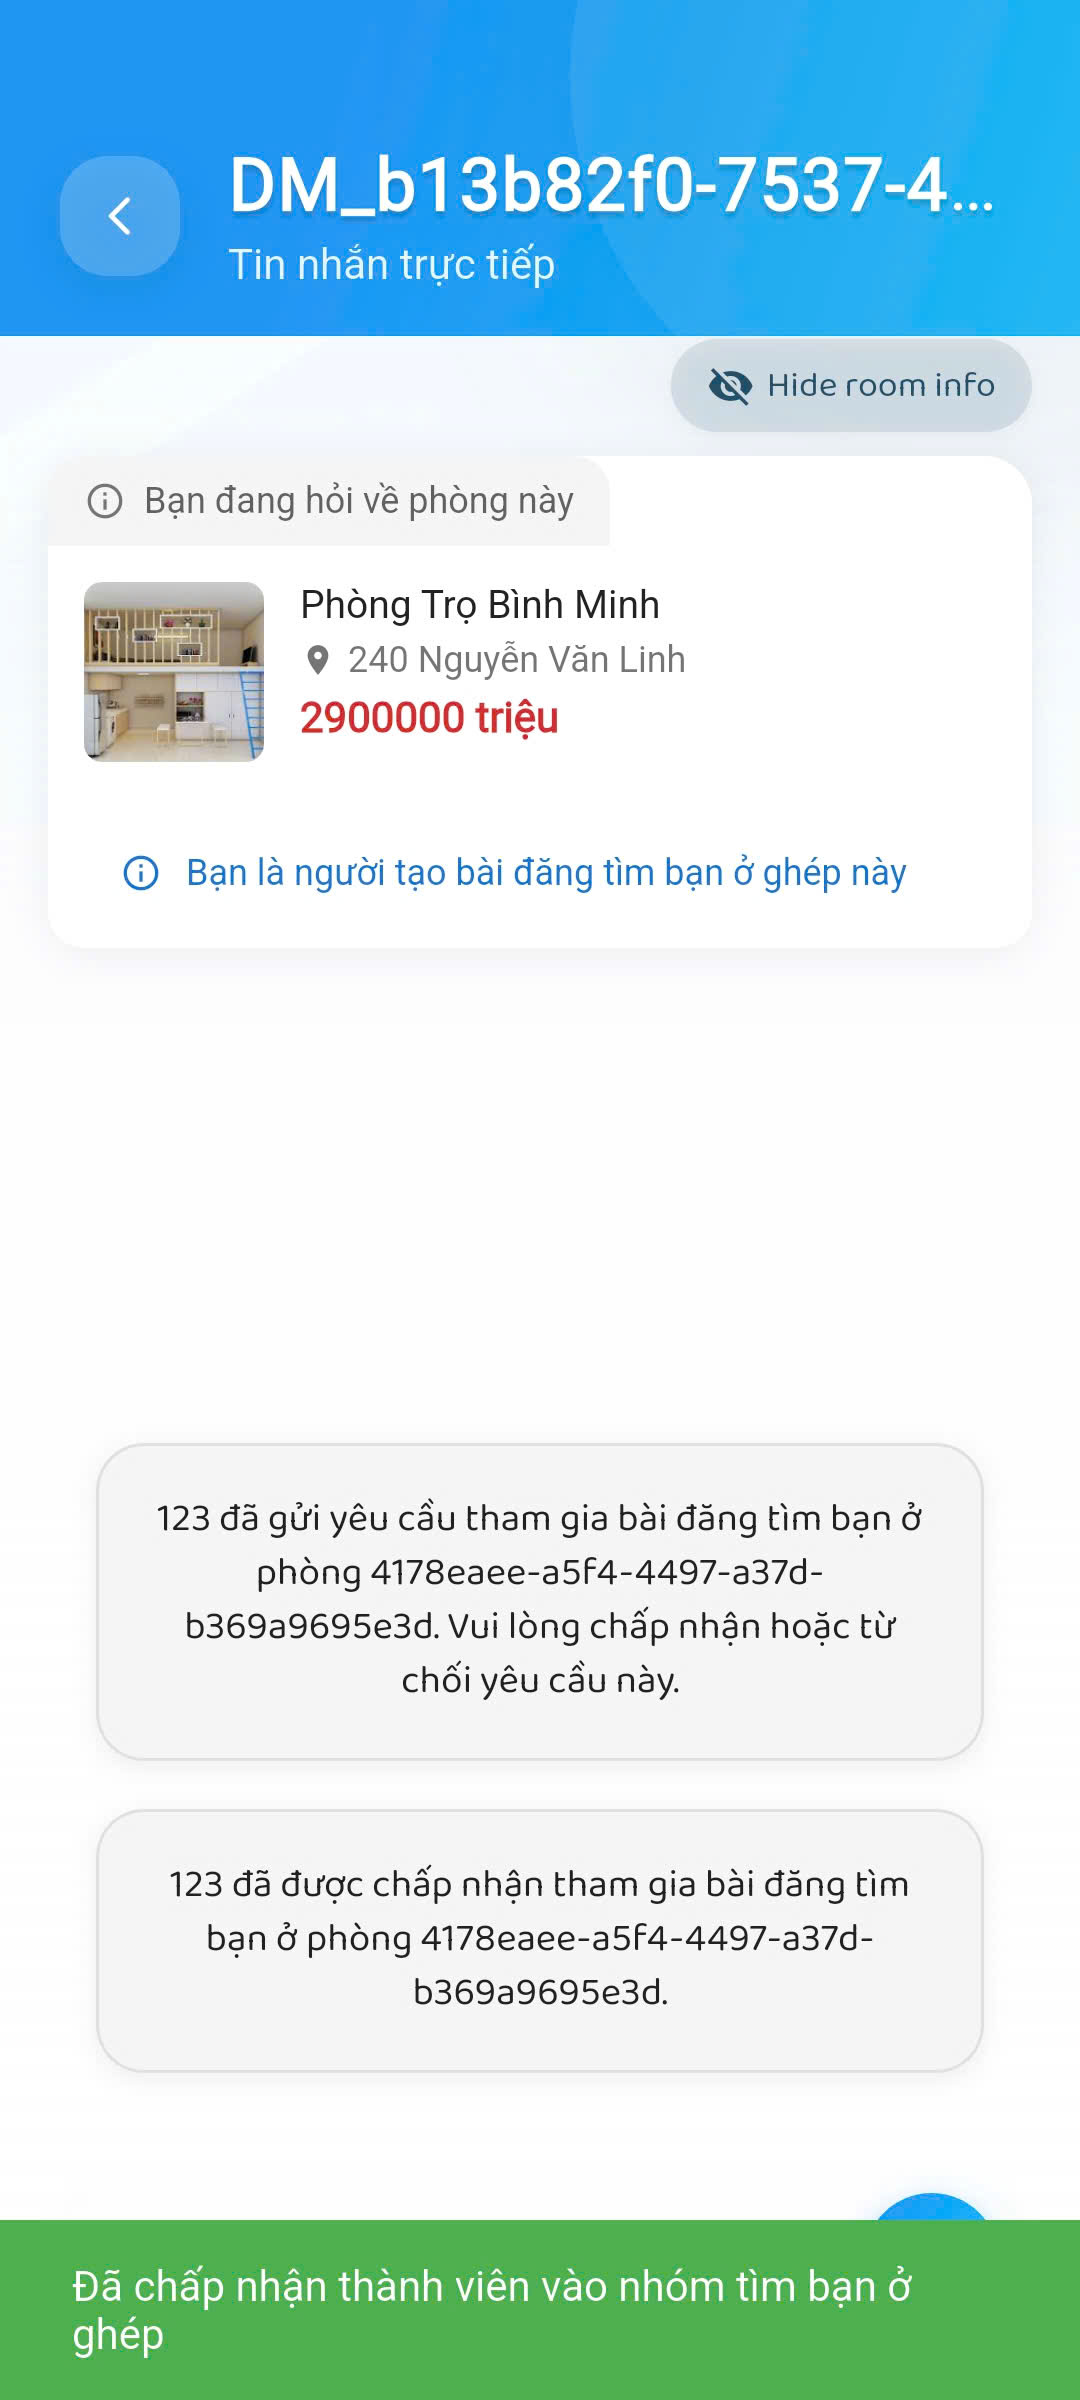 DM_b13b82f0-7537-4...
Tin nhắn trực tiếp
Hide room info
Bạn đang hỏi về phòng này
Phòng Trọ Bình Minh
240 Nguyễn Văn Linh
2900000 triệu
Bạn là người tạo bài đăng tìm bạn ở ghép này
123 đã gửi yêu cầu tham gia bài đăng tìm bạn ở
phòng 4178eaee-a5f4-4497-a37d-
b369a9695e3d. Vui lòng chấp nhận hoặc từ
chối yêu cầu này.
123 đã được chấp nhận tham gia bài đăng tìm
bạn ở phòng 4178eaee-a5f4-4497-a37d-
b369a9695e3d.
Đã chấp nhận thành viên vào nhóm tìm bạn ở
ghép